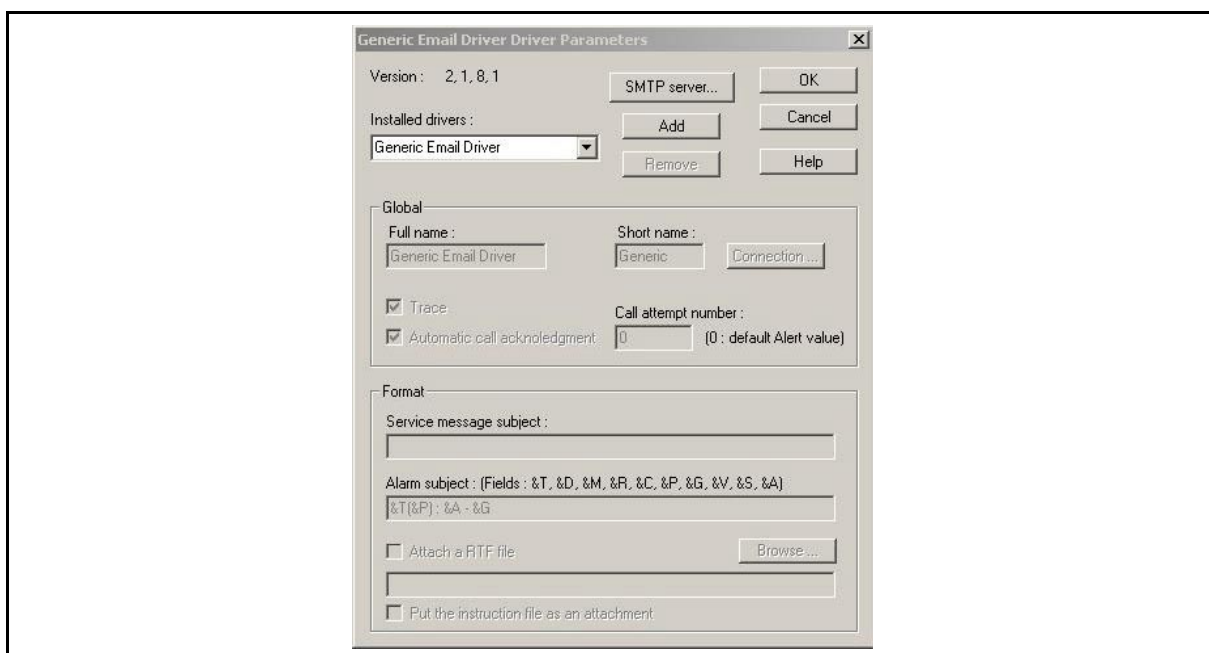 Generic Email Driver Driver Parameters
Version : 2, 1, 8, 1
SMTP server...
OK
Installed drivers :
Add
Cancel
Generic Email Driver
Remove
Help
Global
Full name :
Short name :
Generic Email Driver
Generic
Connection ...
Trace
Call attempt number :
Automatic call acknoledgment
0
(0 : default Alert value)
Format
Service message subject :
Alarm subject : (Fields : &T, &D, &M, &R, &C, &P, &G, &V, &S, &A)
&T(&P) : &A - &G
Attach a RTF file
Browse ...
Put the instruction file as an attachment